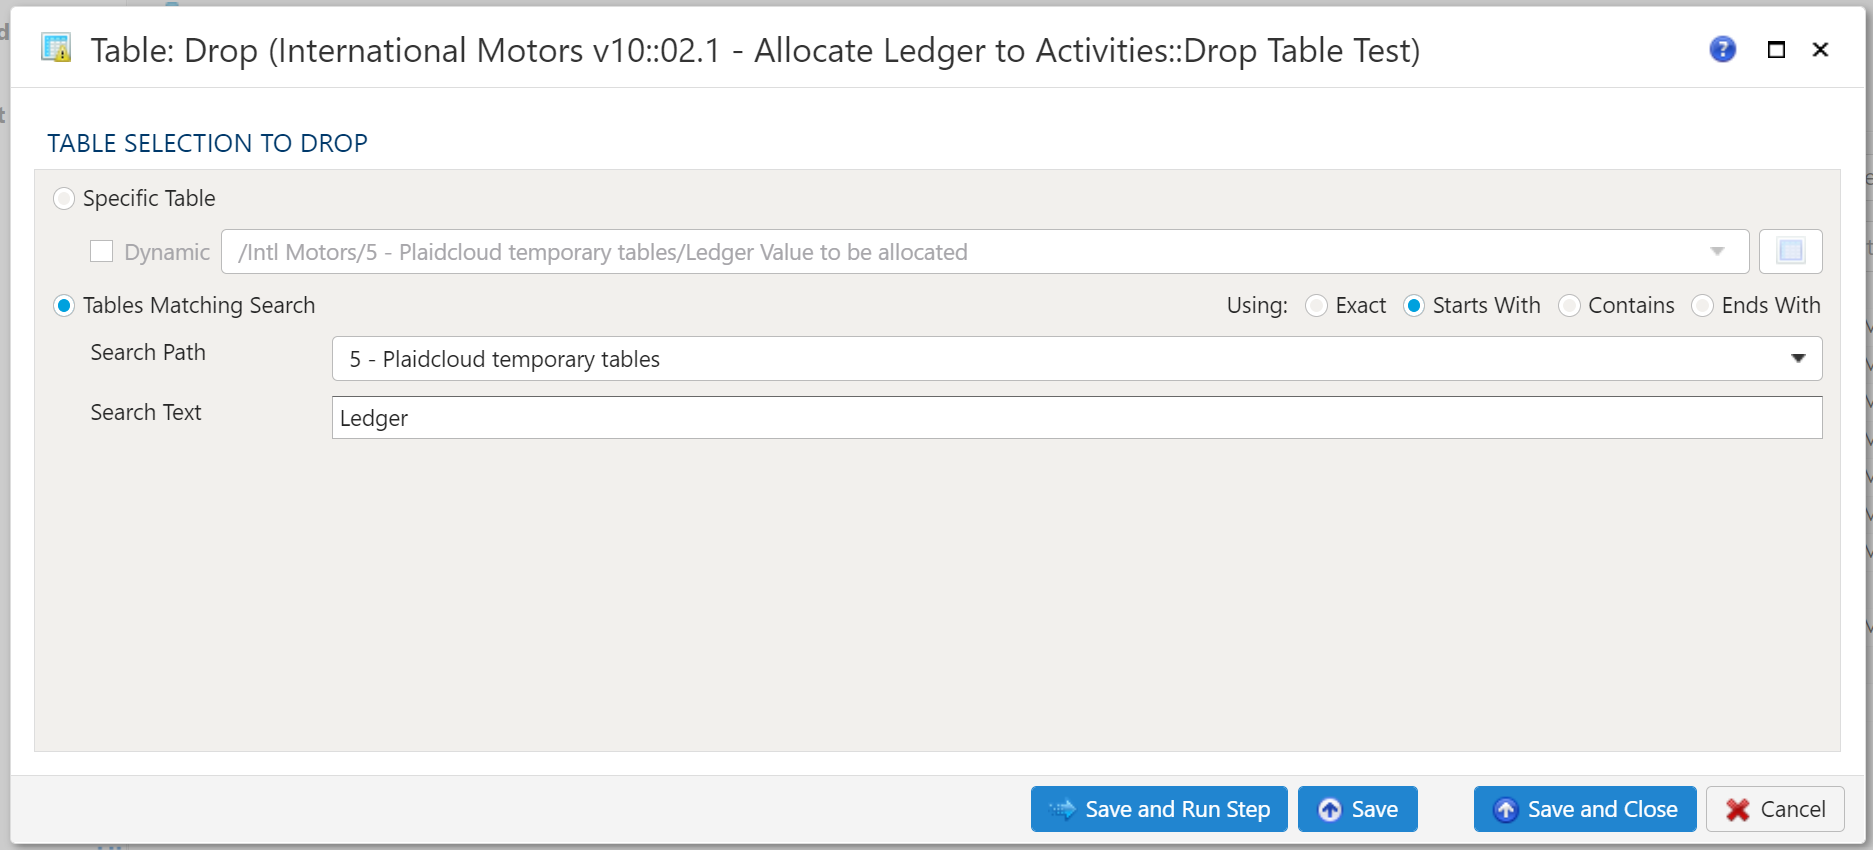 Table: Drop (International Motors v10::02.1 - Allocate Ledger to Activities::Drop Table Test)
TABLE SELECTION TO DROP
Specific Table
Dynamic /Intl Motors/5 - Plaidcloud temporary tables/Ledger Value to be allocated
Tables Matching Search Using: Exact Starts With Contains Ends With
Search Path 5 - Plaidcloud temporary tables
Search Text Ledger
Save and Run Step Save Save and Close Cancel